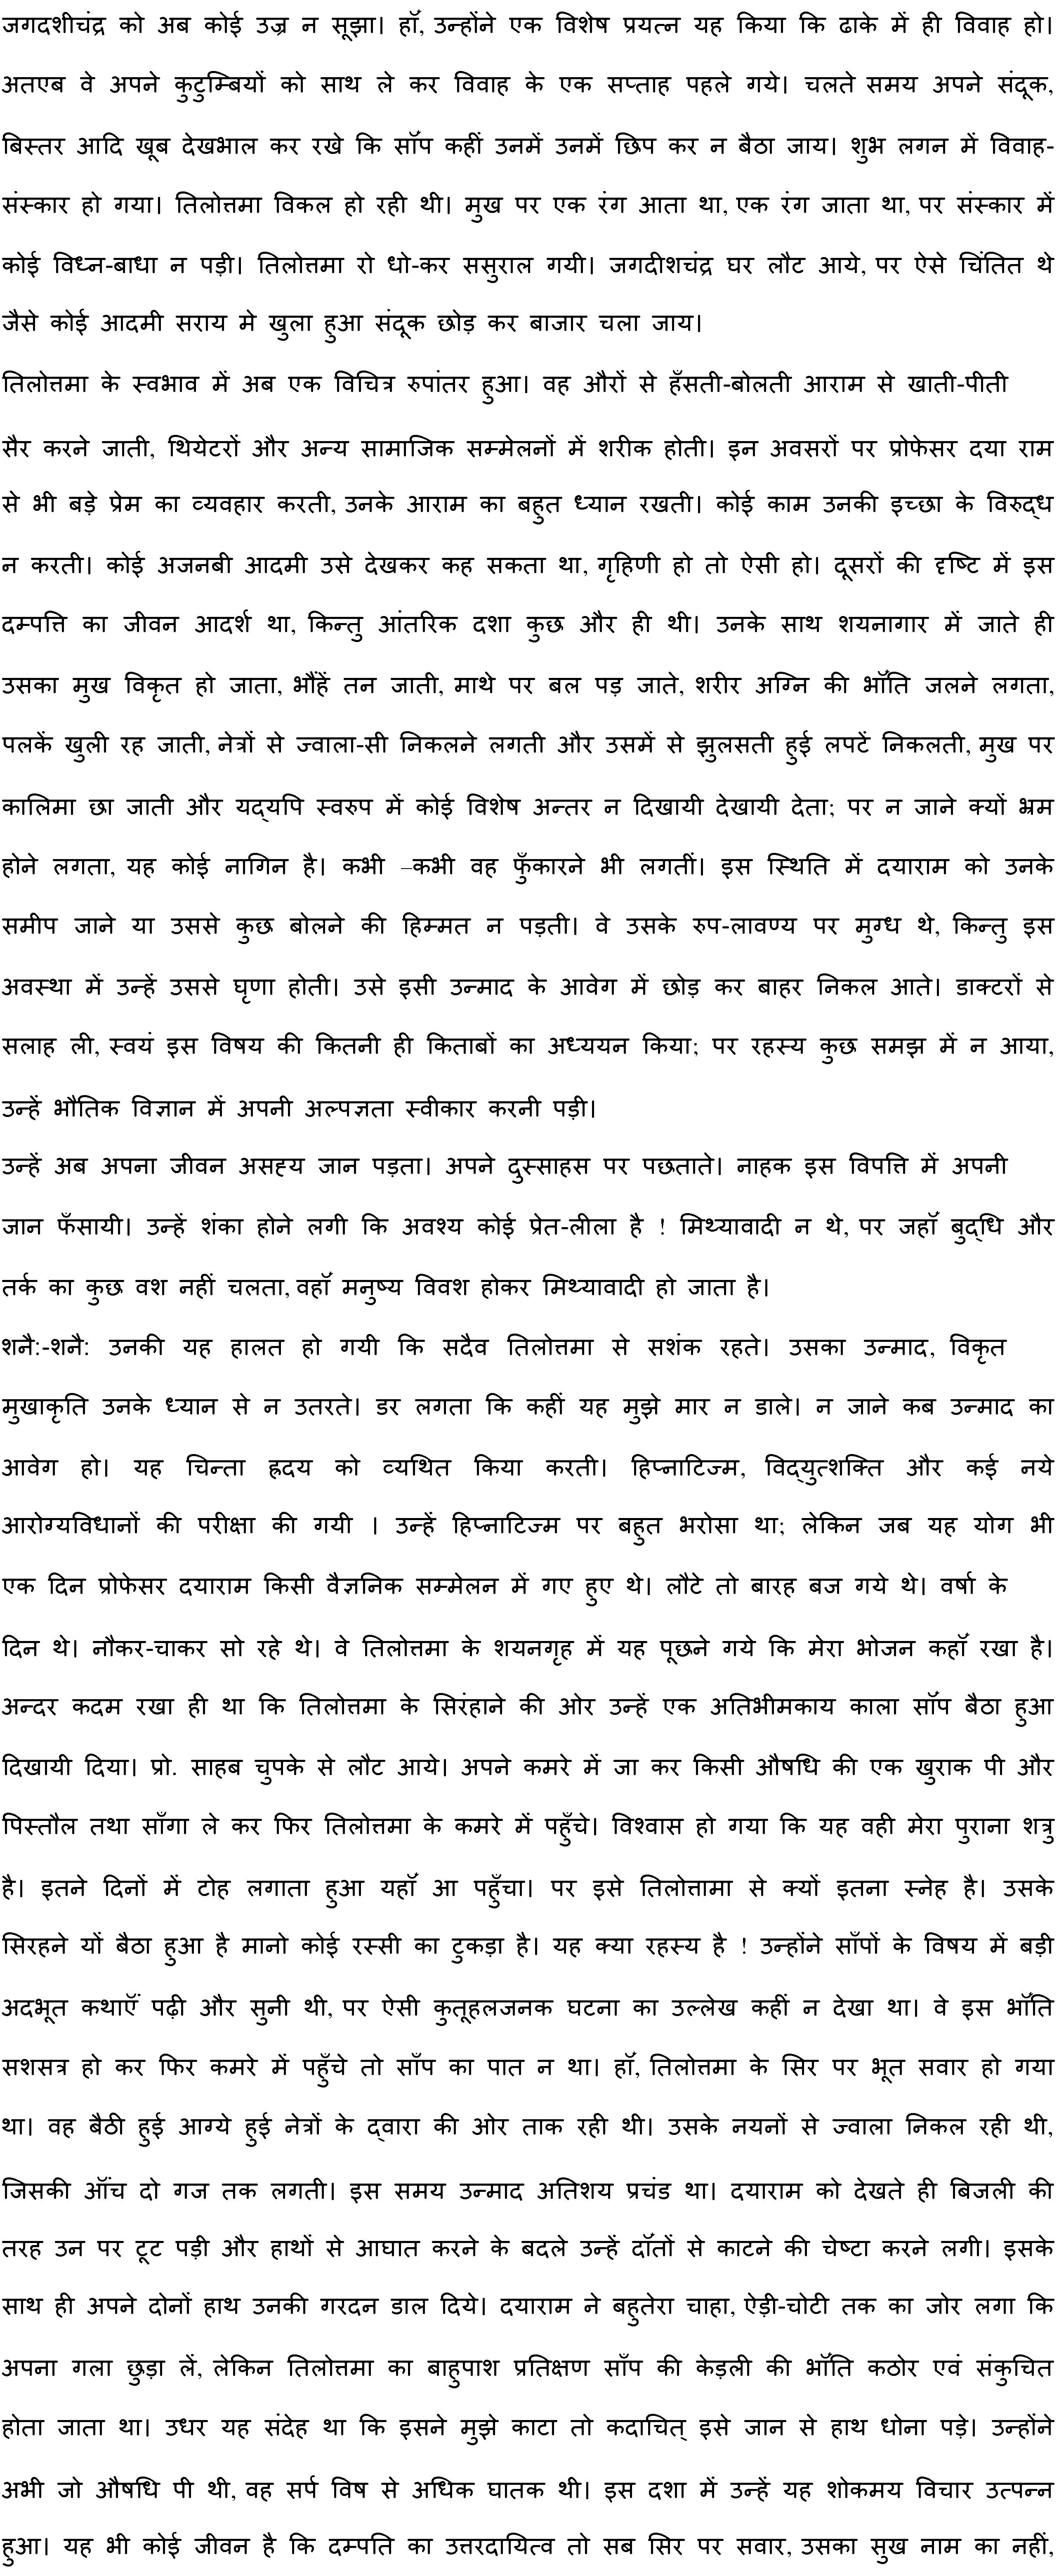 जगदशीचंद्र को अब कोई उज्र न सूझा। हॉं, उन्होंने एक विशेष प्रयत्न यह किया कि ढाके में ही विवाह हो।
अतएब वे अपने कुटुम्बियों को साथ ले कर विवाह के एक सप्ताह पहले गये। चलते समय अपने संदूक,
बिस्तर आदि खूब देखभाल कर रखे कि सॉंप कहीं उनमें उनमें छिप कर न बैठा जाय। शुभ लगन में विवाह-
संस्कार हो गया। तिलोत्तमा विकल हो रही थी। मुख पर एक रंग आता था, एक रंग जाता था, पर संस्कार में
कोई विध्न-बाधा न पड़ी। तिलोत्तमा रो धो-कर ससुराल गयी। जगदीशचंद्र घर लौट आये, पर ऐसे चिंतित थे
जैसे कोई आदमी सराय मे खुला हुआ संदूक छोड़ कर बाजार चला जाय।
तिलोत्तमा के स्वभाव में अब एक विचित्र रुपांतर हुआ। वह औरों से हँसती-बोलती आराम से खाती-पीती
सैर करने जाती, थियेटरों और अन्य सामाजिक सम्मेलनों में शरीक होती। इन अवसरों पर प्रोफेसर दया राम
से भी बड़े प्रेम का व्यवहार करती, उनके आराम का बहुत ध्यान रखती। कोई काम उनकी इच्छा के विरुद्ध
न करती। कोई अजनबी आदमी उसे देखकर कह सकता था, गृहिणी हो तो ऐसी हो। दूसरों की दृष्टि में इस
दम्पत्ति का जीवन आदर्श था, किन्तु आंतरिक दशा कुछ और ही थी। उनके साथ शयनागार में जाते ही
उसका मुख विकृत हो जाता, भौंहें तन जाती, माथे पर बल पड़ जाते, शरीर अग्नि की भॉंति जलने लगता,
पलकें खुली रह जाती, नेत्रों से ज्वाला-सी निकलने लगती और उसमें से झुलसती हुई लपटें निकलती, मुख पर
कालिमा छा जाती और यद्यपि स्वरुप में कोई विशेष अन्तर न दिखायी देखायी देता; पर न जाने क्यों भ्रम
होने लगता, यह कोई नागिन है। कभी –कभी वह फुँकारने भी लगतीं। इस स्थिति में दयाराम को उनके
समीप जाने या उससे कुछ बोलने की हिम्मत न पड़ती। वे उसके रुप-लावण्य पर मुग्ध थे, किन्तु इस
अवस्था में उन्हें उससे घृणा होती। उसे इसी उन्माद के आवेग में छोड़ कर बाहर निकल आते। डाक्टरों से
सलाह ली, स्वयं इस विषय की कितनी ही किताबों का अध्ययन किया; पर रहस्य कुछ समझ में न आया,
उन्हें भौतिक विज्ञान में अपनी अल्पज्ञता स्वीकार करनी पड़ी।
उन्हें अब अपना जीवन असह्य जान पड़ता। अपने दुस्साहस पर पछताते। नाहक इस विपत्ति में अपनी
जान फँसायी। उन्हें शंका होने लगी कि अवश्य कोई प्रेत-लीला है ! मिथ्यावादी न थे, पर जहॉं बुद्धि और
तर्क का कुछ वश नहीं चलता, वहॉं मनुष्य विवश होकर मिथ्यावादी हो जाता है।
शनै:-शनै: उनकी यह हालत हो गयी कि सदैव तिलोत्तमा से सशंक रहते। उसका उन्माद, विकृत
मुखाकृति उनके ध्यान से न उतरते। डर लगता कि कहीं यह मुझे मार न डाले। न जाने कब उन्माद का
आवेग हो। यह चिन्ता ह्रदय को व्यथित किया करती। हिप्नाटिज्म, विद्युत्शक्ति और कई नये
आरोग्यविधानों की परीक्षा की गयी । उन्हें हिप्नाटिज्म पर बहुत भरोसा था; लेकिन जब यह योग भी
एक दिन प्रोफेसर दयाराम किसी वैज्ञनिक सम्मेलन में गए हुए थे। लौटे तो बारह बज गये थे। वर्षा के
दिन थे। नौकर-चाकर सो रहे थे। वे तिलोत्तमा के शयनगृह में यह पूछने गये कि मेरा भोजन कहॉं रखा है।
अन्दर कदम रखा ही था कि तिलोत्तमा के सिरंहाने की ओर उन्हें एक अतिभीमकाय काला सॉंप बैठा हुआ
दिखायी दिया। प्रो. साहब चुपके से लौट आये। अपने कमरे में जा कर किसी औषधि की एक खुराक पी और
पिस्तौल तथा साँगा ले कर फिर तिलोत्तमा के कमरे में पहुँचे। विश्वास हो गया कि यह वही मेरा पुराना शत्रु
है। इतने दिनों में टोह लगाता हुआ यहॉं आ पहुँचा। पर इसे तिलोत्तामा से क्यों इतना स्नेह है। उसके
सिरहने यों बैठा हुआ है मानो कोई रस्सी का टुकड़ा है। यह क्या रहस्य है ! उन्होंने साँपों के विषय में बड़ी
अदभूत कथाऍं पढ़ी और सुनी थी, पर ऐसी कुतूहलजनक घटना का उल्लेख कहीं न देखा था। वे इस भॉंति
सशसत्र हो कर फिर कमरे में पहुँचे तो साँप का पात न था। हॉं, तिलोत्तमा के सिर पर भूत सवार हो गया
था। वह बैठी हुई आग्ये हुई नेत्रों के द्वारा की ओर ताक रही थी। उसके नयनों से ज्वाला निकल रही थी,
जिसकी ऑंच दो गज तक लगती। इस समय उन्माद अतिशय प्रचंड था। दयाराम को देखते ही बिजली की
तरह उन पर टूट पड़ी और हाथों से आघात करने के बदले उन्हें दॉंतों से काटने की चेष्टा करने लगी। इसके
साथ ही अपने दोनों हाथ उनकी गरदन डाल दिये। दयाराम ने बहुतेरा चाहा, ऐड़ी-चोटी तक का जोर लगा कि
अपना गला छुड़ा लें, लेकिन तिलोत्तमा का बाहुपाश प्रतिक्षण साँप की केड़ली की भॉंति कठोर एवं संकुचित
होता जाता था। उधर यह संदेह था कि इसने मुझे काटा तो कदाचित् इसे जान से हाथ धोना पड़े। उन्होंने
अभी जो औषधि पी थी, वह सर्प विष से अधिक घातक थी। इस दशा में उन्हें यह शोकमय विचार उत्पन्न
हुआ। यह भी कोई जीवन है कि दम्पति का उत्तरदायित्व तो सब सिर पर सवार, उसका सुख नाम का नहीं,